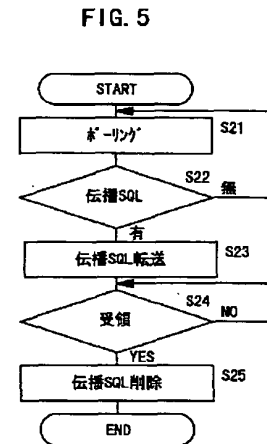 FIG. 5
START
ﾎﾟｰﾘﾝｸﾞ
S21
伝播SQL
S22
無
有
伝播SQL転送
S23
受領
S24
NO
YES
伝播SQL削除
S25
END